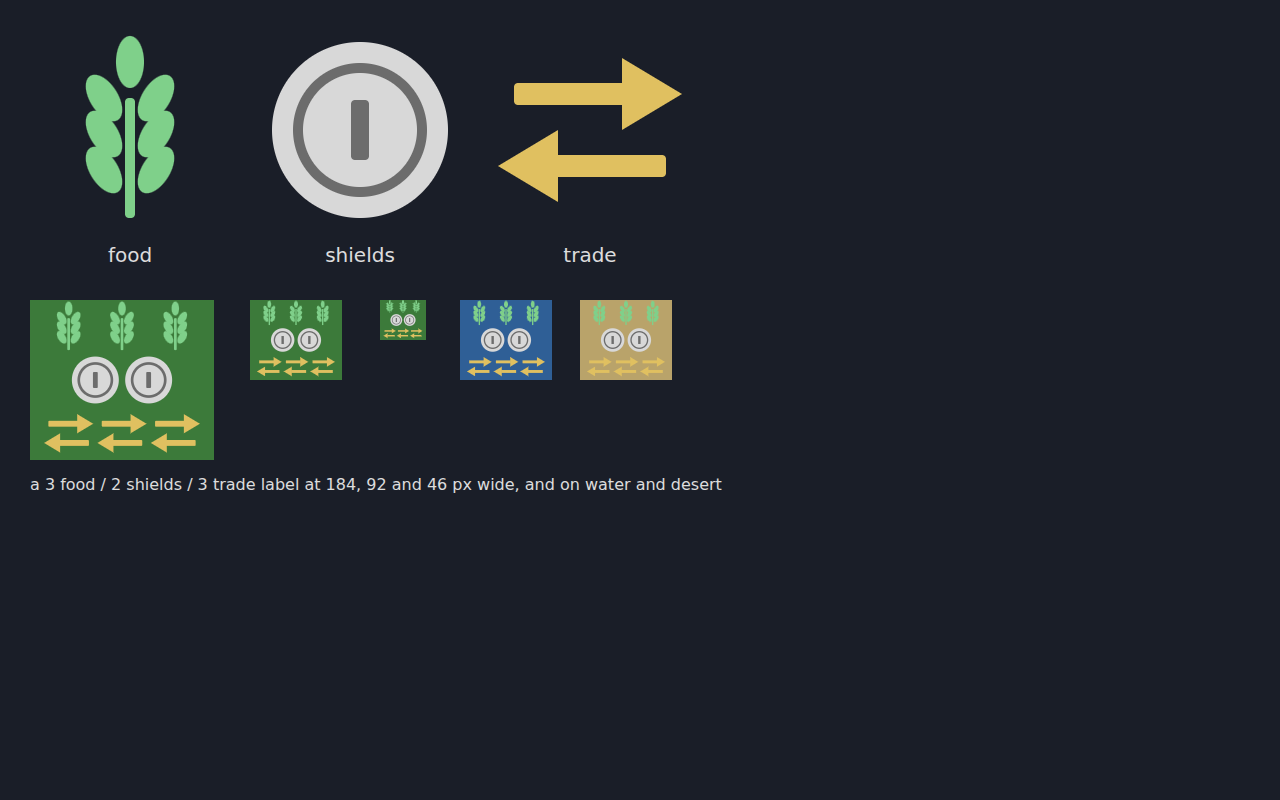 food
shields
trade
a 3 food / 2 shields / 3 trade label at 184, 92 and 46 px wide, and on water and desert